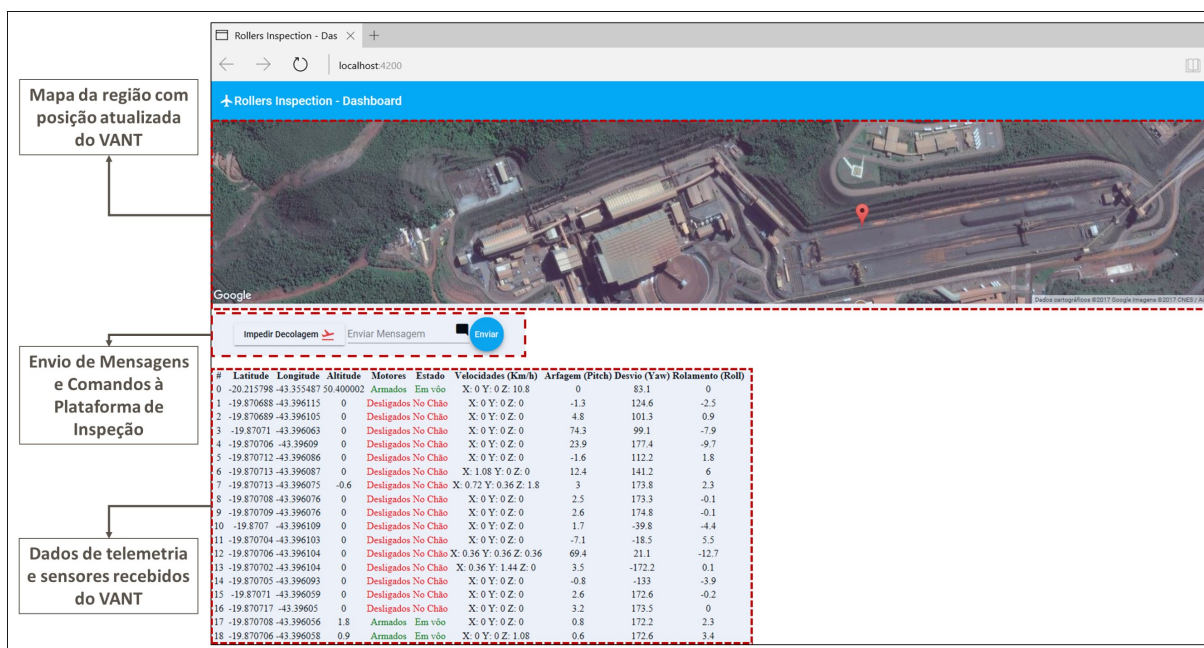 Rollers Inspection - Das
localhost:4200
Rollers Inspection - Dashboard
Mapa da região com
posição atualizada
do VANT
Google
Dados cartográficos ©2017 Google Imagens ©2017 CNES /
Impedir Decolagem Enviar Mensagem Enviar
Envio de Mensagens
e Comandos à
Plataforma de
Inspeção
# Latitude Longitude Altitude Motores Estado Velocidades (Km/h) Arfagem (Pitch) Desvio (Yaw) Rolamento (Roll)
0 -20.215798 -43.355487 50.400002 Armados Em vôo X: 0 Y: 0 Z: 10.8 0 83.1 0
1 -19.870688 -43.396115 0 Desligados No Chão X: 0 Y: 0 Z: 0 -1.3 124.6 -2.5
2 -19.870689 -43.396105 0 Desligados No Chão X: 0 Y: 0 Z: 0 4.8 101.3 0.9
3 -19.87071 -43.396063 0 Desligados No Chão X: 0 Y: 0 Z: 0 74.3 99.1 -7.9
4 -19.870706 -43.39609 0 Desligados No Chão X: 0 Y: 0 Z: 0 23.9 177.4 -9.7
5 -19.870712 -43.396086 0 Desligados No Chão X: 0 Y: 0 Z: 0 -1.6 112.2 1.8
6 -19.870713 -43.396087 0 Desligados No Chão X: 1.08 Y: 0 Z: 0 12.4 141.2 6
7 -19.870713 -43.396075 -0.6 Desligados No Chão X: 0.72 Y: 0.36 Z: 1.8 3 173.8 2.3
8 -19.870708 -43.396076 0 Desligados No Chão X: 0 Y: 0 Z: 0 2.5 173.3 -0.1
9 -19.870709 -43.396076 0 Desligados No Chão X: 0 Y: 0 Z: 0 2.6 174.8 -0.1
10 -19.8707 -43.396109 0 Desligados No Chão X: 0 Y: 0 Z: 0 1.7 -39.8 -4.4
11 -19.870704 -43.396103 0 Desligados No Chão X: 0 Y: 0 Z: 0 -7.1 -18.5 5.5
12 -19.870706 -43.396104 0 Desligados No Chão X: 0.36 Y: 0.36 Z: 0.36 69.4 21.1 -12.7
13 -19.870702 -43.396104 0 Desligados No Chão X: 0.36 Y: 1.44 Z: 0 3.5 -172.2 0.1
14 -19.870705 -43.396093 0 Desligados No Chão X: 0 Y: 0 Z: 0 -0.8 -133 -3.9
15 -19.87071 -43.396059 0 Desligados No Chão X: 0 Y: 0 Z: 0 2.6 172.6 -0.2
16 -19.870717 -43.39605 0 Desligados No Chão X: 0 Y: 0 Z: 0 3.2 173.5 0
17 -19.870708 -43.396056 1.8 Armados Em vôo X: 0 Y: 0 Z: 0 0.8 172.2 2.3
18 -19.870706 -43.396058 0.9 Armados Em vôo X: 0 Y: 0 Z: 1.08 0.6 172.6 3.4
Dados de telemetria
e sensores recebidos
do VANT